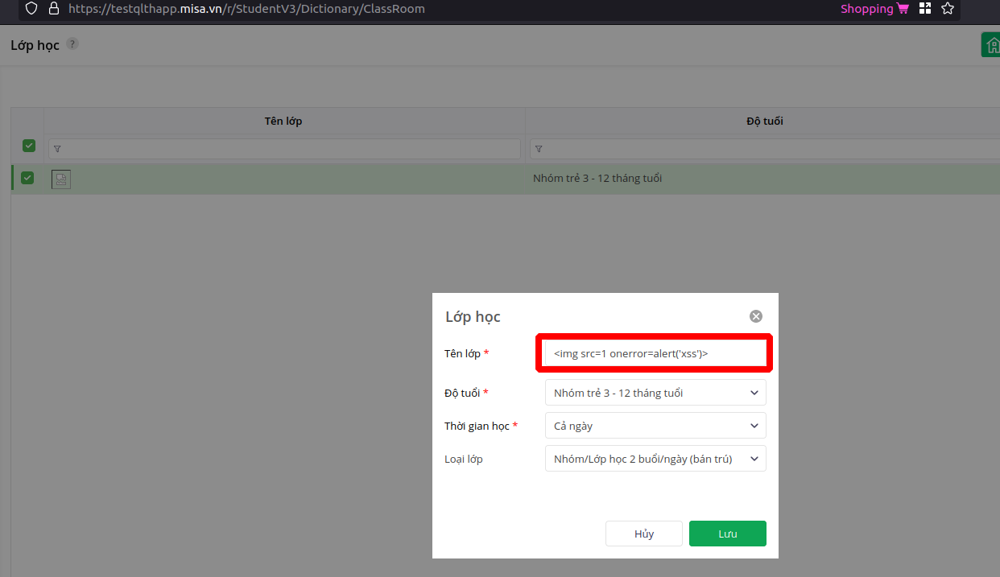 https://testqlthapp.misa.vn/r/StudentV3/Dictionary/ClassRoom
Shopping
Lớp học ?
Tên lớp
Độ tuổi
Nhóm trẻ 3 - 12 tháng tuổi
Lớp học
Tên lớp * <img src=1 onerror=alert('xss')>
Độ tuổi * Nhóm trẻ 3 - 12 tháng tuổi
Thời gian học * Cả ngày
Loại lớp Nhóm/Lớp học 2 buổi/ngày (bán trú)
Hủy
Lưu